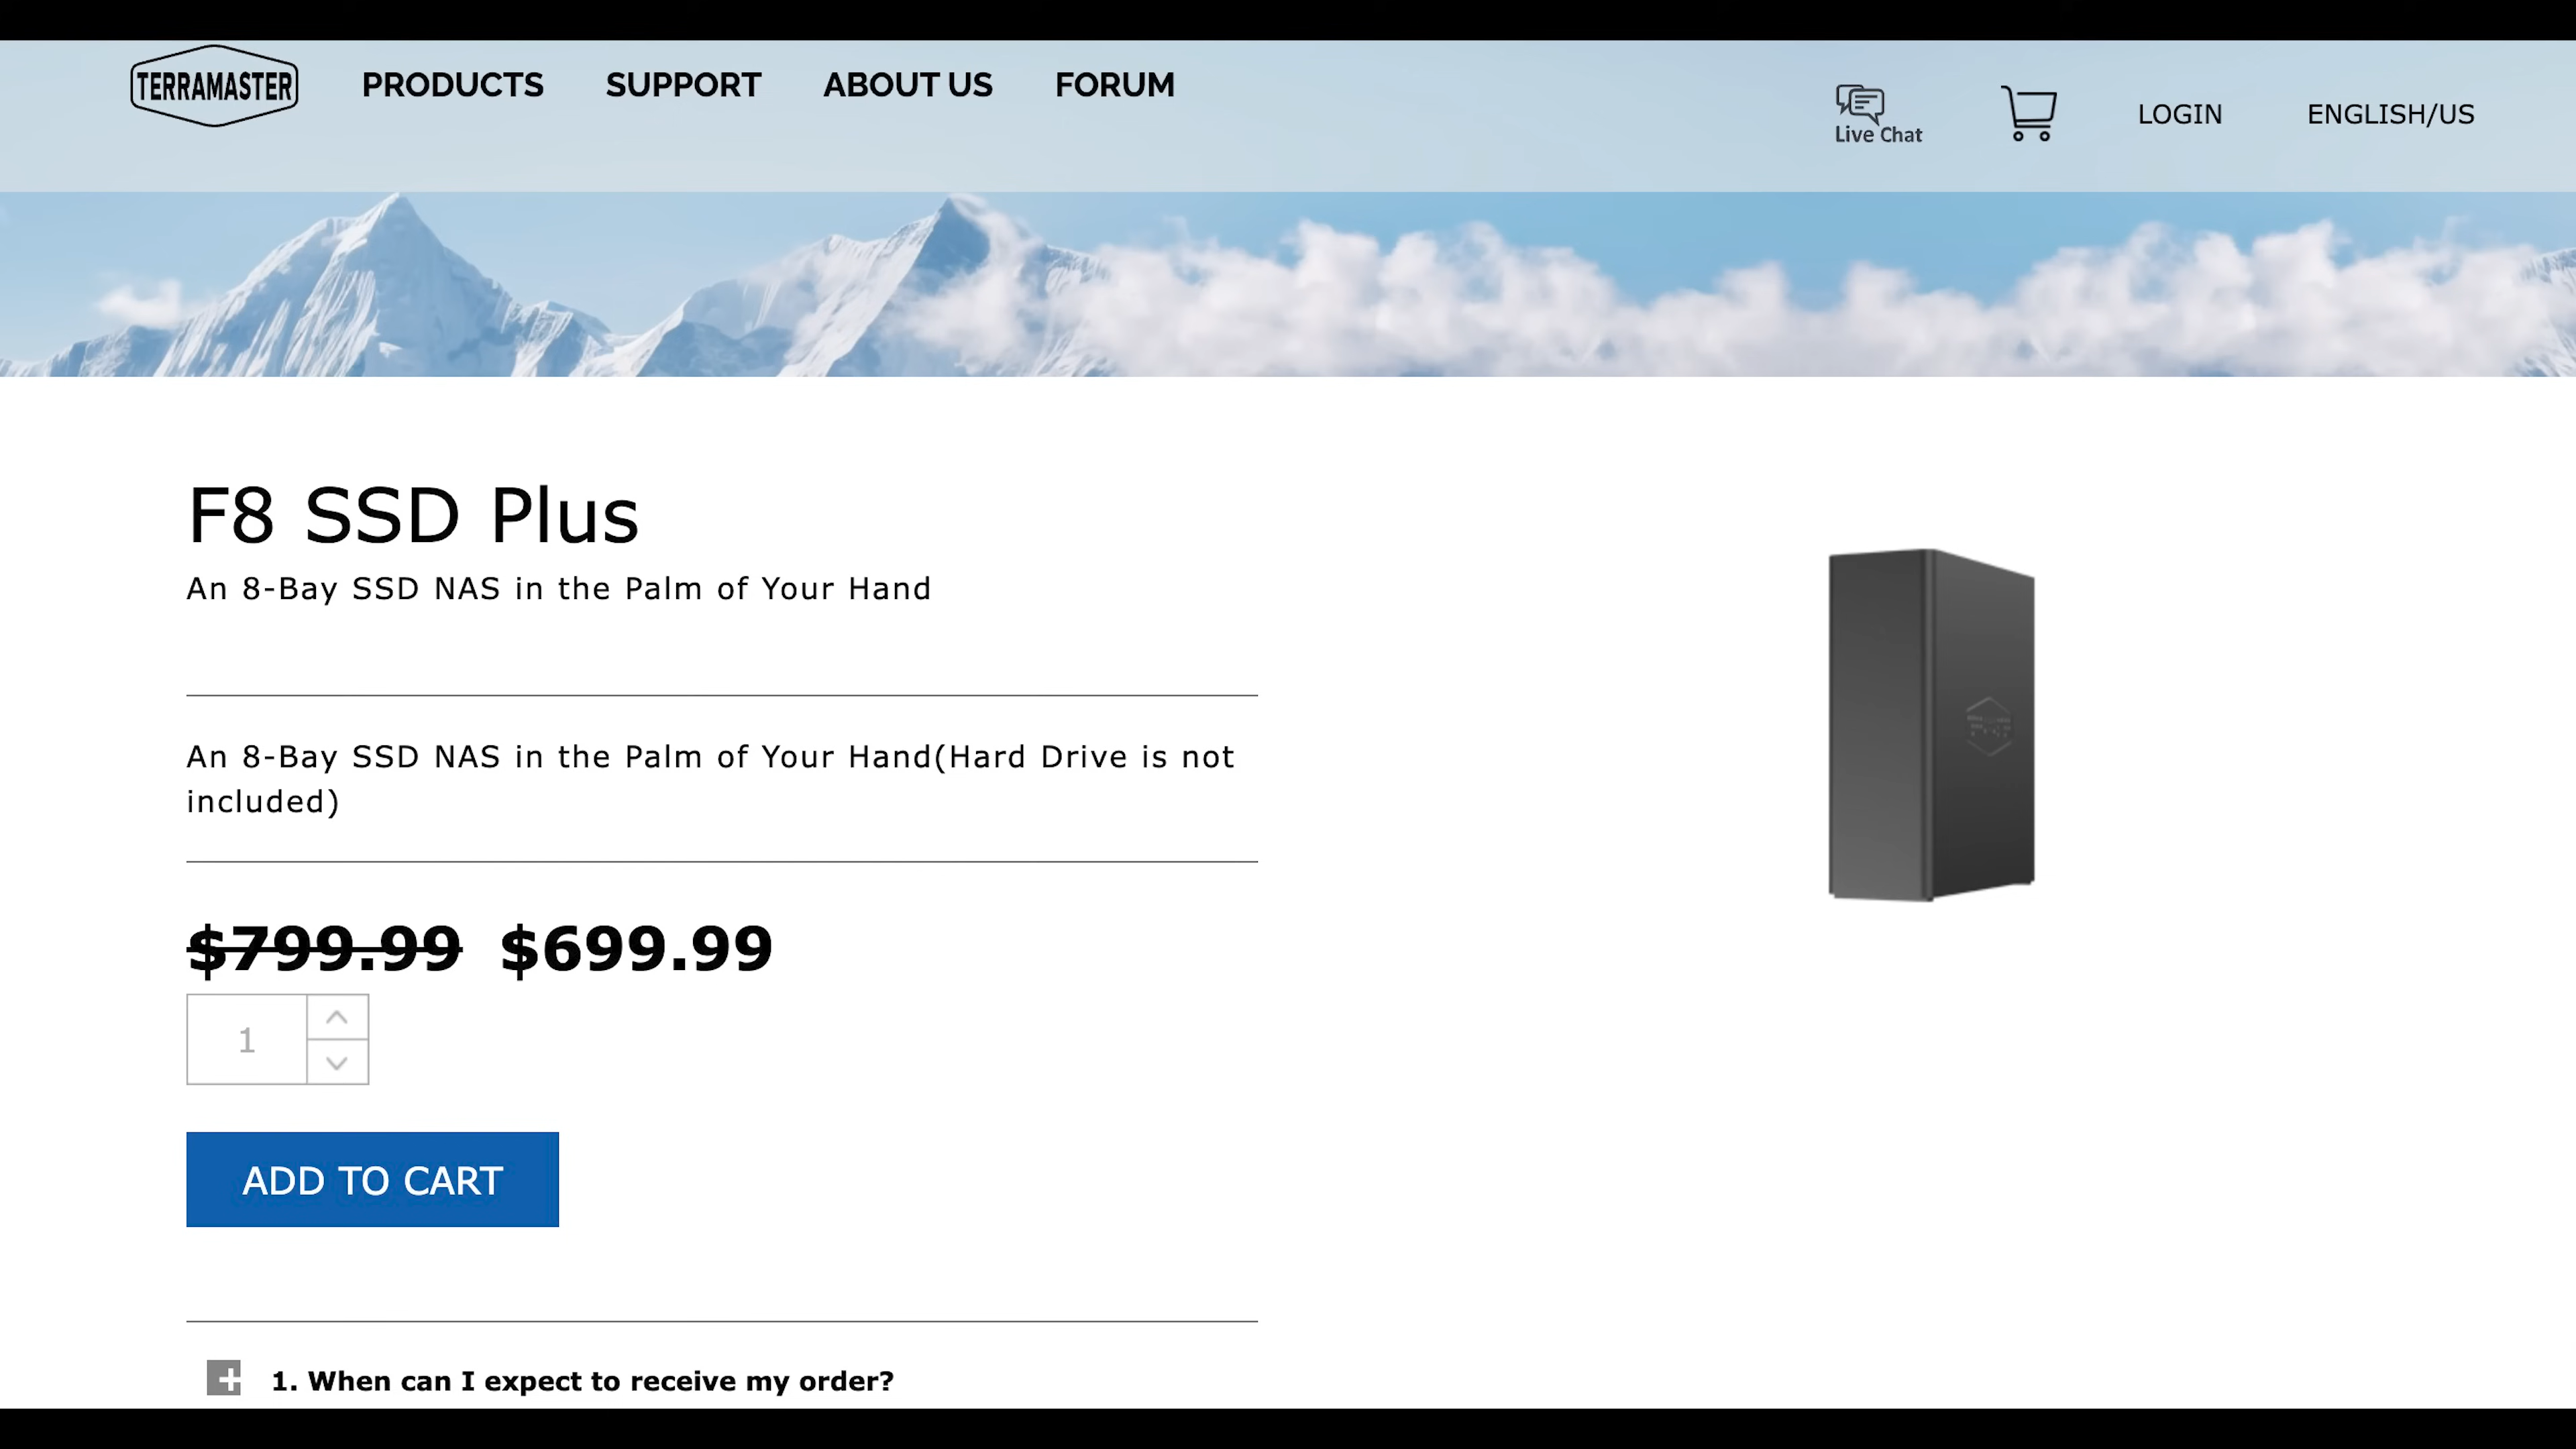 TERRAMASTER
PRODUCTS
SUPPORT
ABOUT US
FORUM
Live Chat
LOGIN
ENGLISH/US
F8 SSD Plus
An 8-Bay SSD NAS in the Palm of Your Hand
An 8-Bay SSD NAS in the Palm of Your Hand(Hard Drive is not
included)
$799.99 $699.99
1
ADD TO CART
1. When can I expect to receive my order?